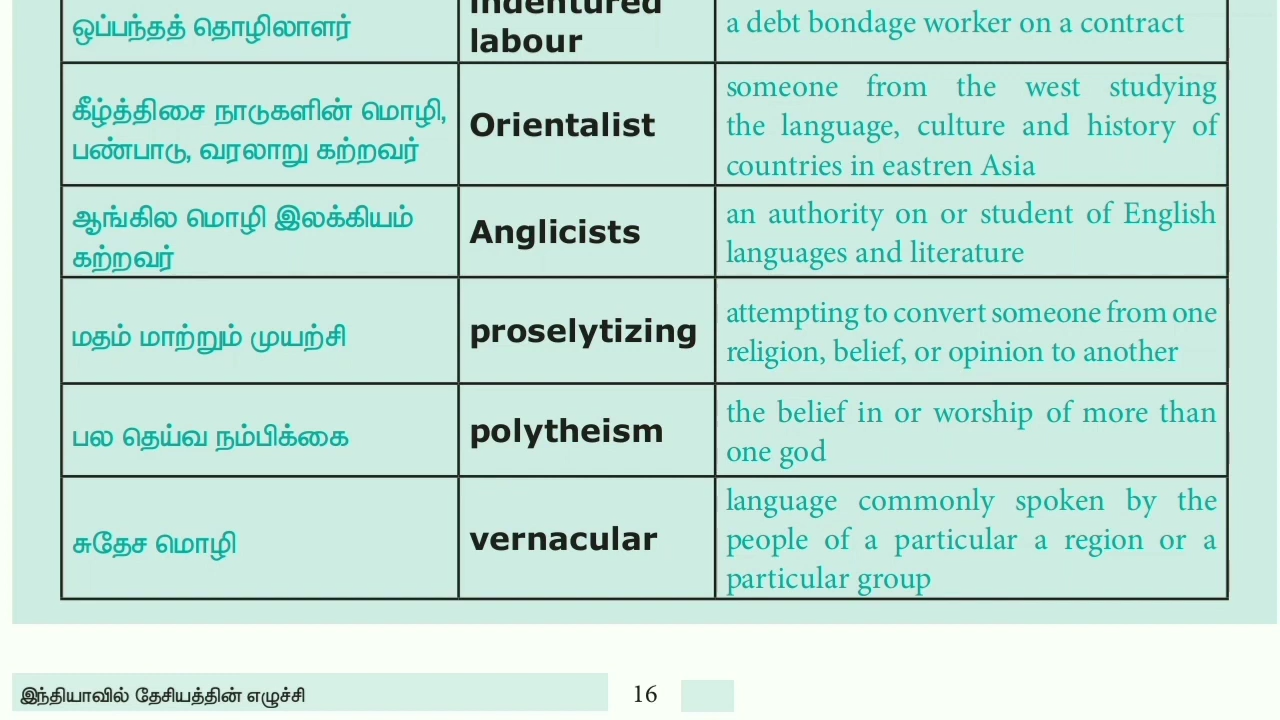 ஒப்பந்தத் தொழிலாளர்
indentured
labour
a debt bondage worker on a contract
கீழ்த்திசை நாடுகளின் மொழி,
பண்பாடு, வரலாறு கற்றவர்
Orientalist
someone from the west studying
the language, culture and history of
countries in eastren Asia
ஆங்கில மொழி இலக்கியம்
கற்றவர்
Anglicists
an authority on or student of English
languages and literature
மதம் மாற்றும் முயற்சி
proselytizing
attempting to convert someone from one
religion, belief, or opinion to another
பல தெய்வ நம்பிக்கை
polytheism
the belief in or worship of more than
one god
சுதேச மொழி
vernacular
language commonly spoken by the
people of a particular a region or a
particular group
இந்தியாவில் தேசியத்தின் எழுச்சி
16